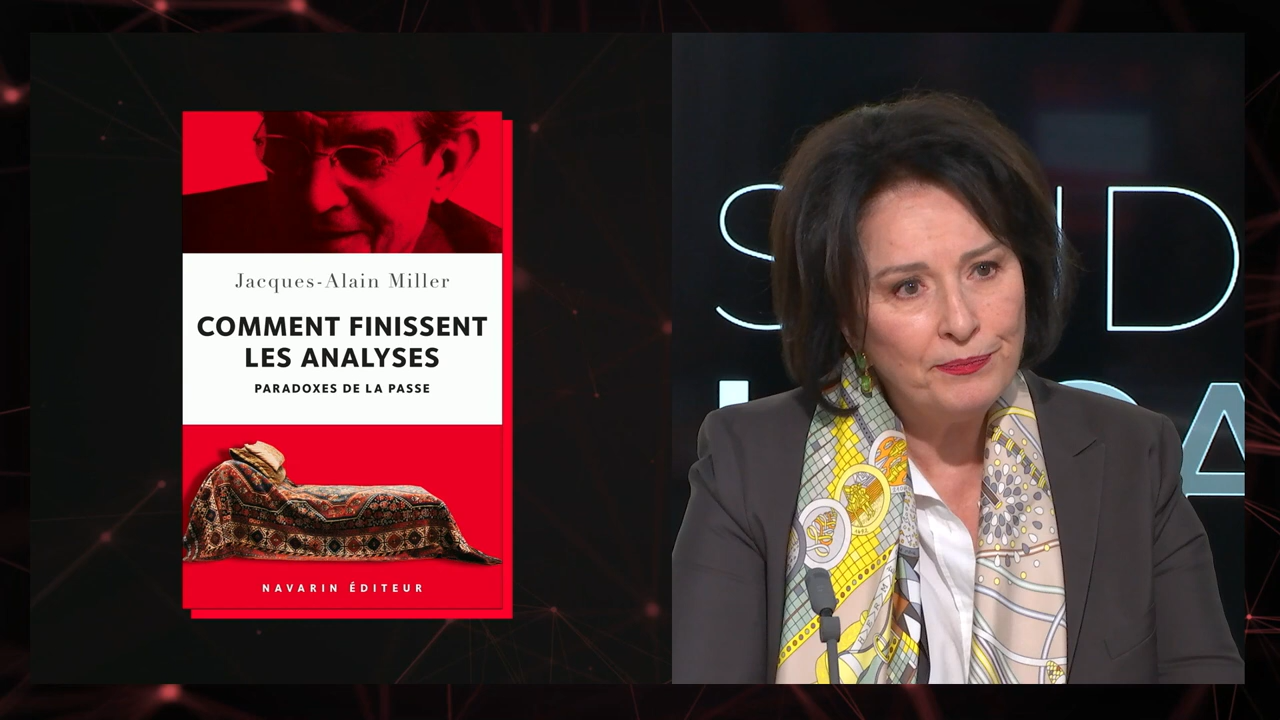 Jacques-Alain Miller
COMMENT FINISSENT
LES ANALYSES
PARADOXES DE LA PASSE
NAVARIN ÉDITEUR